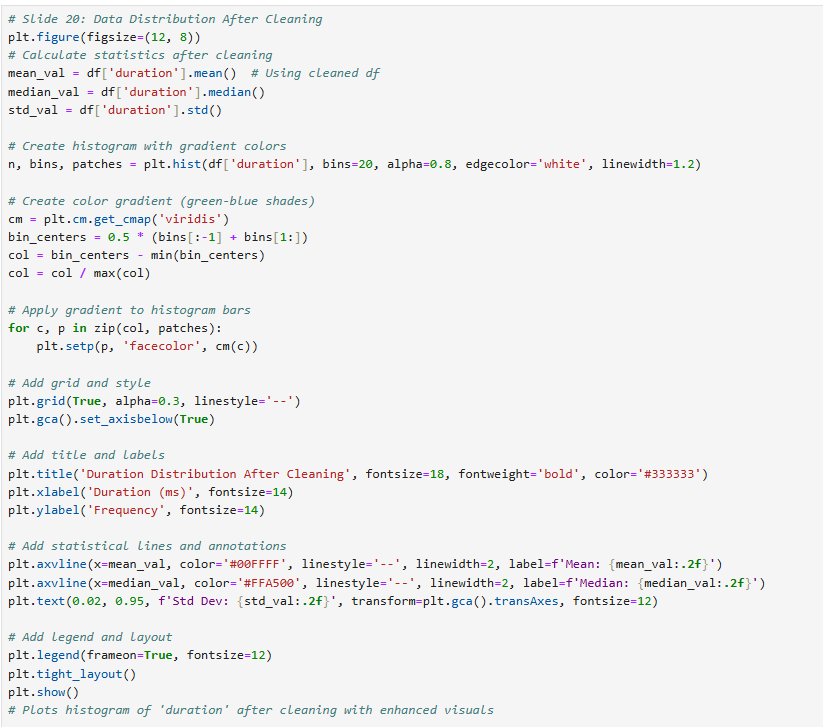 # Slide 20: Data Distribution After Cleaning
plt.figure(figsize=(12, 8))
# Calculate statistics after cleaning
mean_val = df['duration'].mean()  # Using cleaned df
median_val = df['duration'].median()
std_val = df['duration'].std()

# Create histogram with gradient colors
n, bins, patches = plt.hist(df['duration'], bins=20, alpha=0.8, edgecolor='white', linewidth=1.2)

# Create color gradient (green-blue shades)
cm = plt.cm.get_cmap('viridis')
bin_centers = 0.5 * (bins[:-1] + bins[1:])
col = bin_centers - min(bin_centers)
col = col / max(col)

# Apply gradient to histogram bars
for c, p in zip(col, patches):
    plt.setp(p, 'facecolor', cm(c))

# Add grid and style
plt.grid(True, alpha=0.3, linestyle='--')
plt.gca().set_axisbelow(True)

# Add title and labels
plt.title('Duration Distribution After Cleaning', fontsize=18, fontweight='bold', color='#333333')
plt.xlabel('Duration (ms)', fontsize=14)
plt.ylabel('Frequency', fontsize=14)

# Add statistical lines and annotations
plt.axvline(x=mean_val, color='#00FFFF', linestyle='--', linewidth=2, label=f'Mean: {mean_val:.2f}')
plt.axvline(x=median_val, color='#FFA500', linestyle='--', linewidth=2, label=f'Median: {median_val:.2f}')
plt.text(0.02, 0.95, f'Std Dev: {std_val:.2f}', transform=plt.gca().transAxes, fontsize=12)

# Add legend and layout
plt.legend(frameon=True, fontsize=12)
plt.tight_layout()
plt.show()
# Plots histogram of 'duration' after cleaning with enhanced visuals